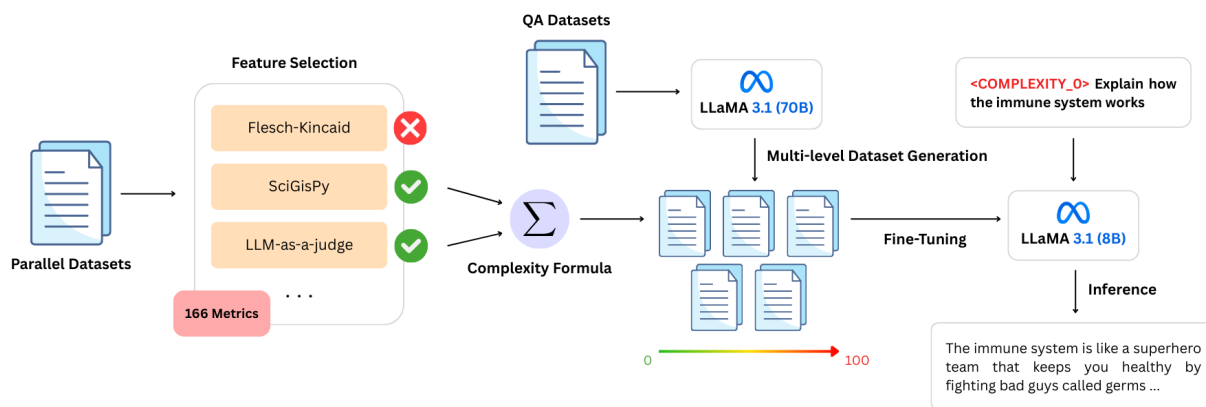 QA Datasets
Feature Selection
Flesch-Kincaid
SciGisPy
LLM-as-a-judge
. . .
166 Metrics
Parallel Datasets
Σ
Complexity Formula
LLaMA 3.1 (70B)
Multi-level Dataset Generation
0
100
Fine-Tuning
<COMPLEXITY_0> Explain how
the immune system works
LLaMA 3.1 (8B)
Inference
The immune system is like a superhero
team that keeps you healthy by
fighting bad guys called germs ...